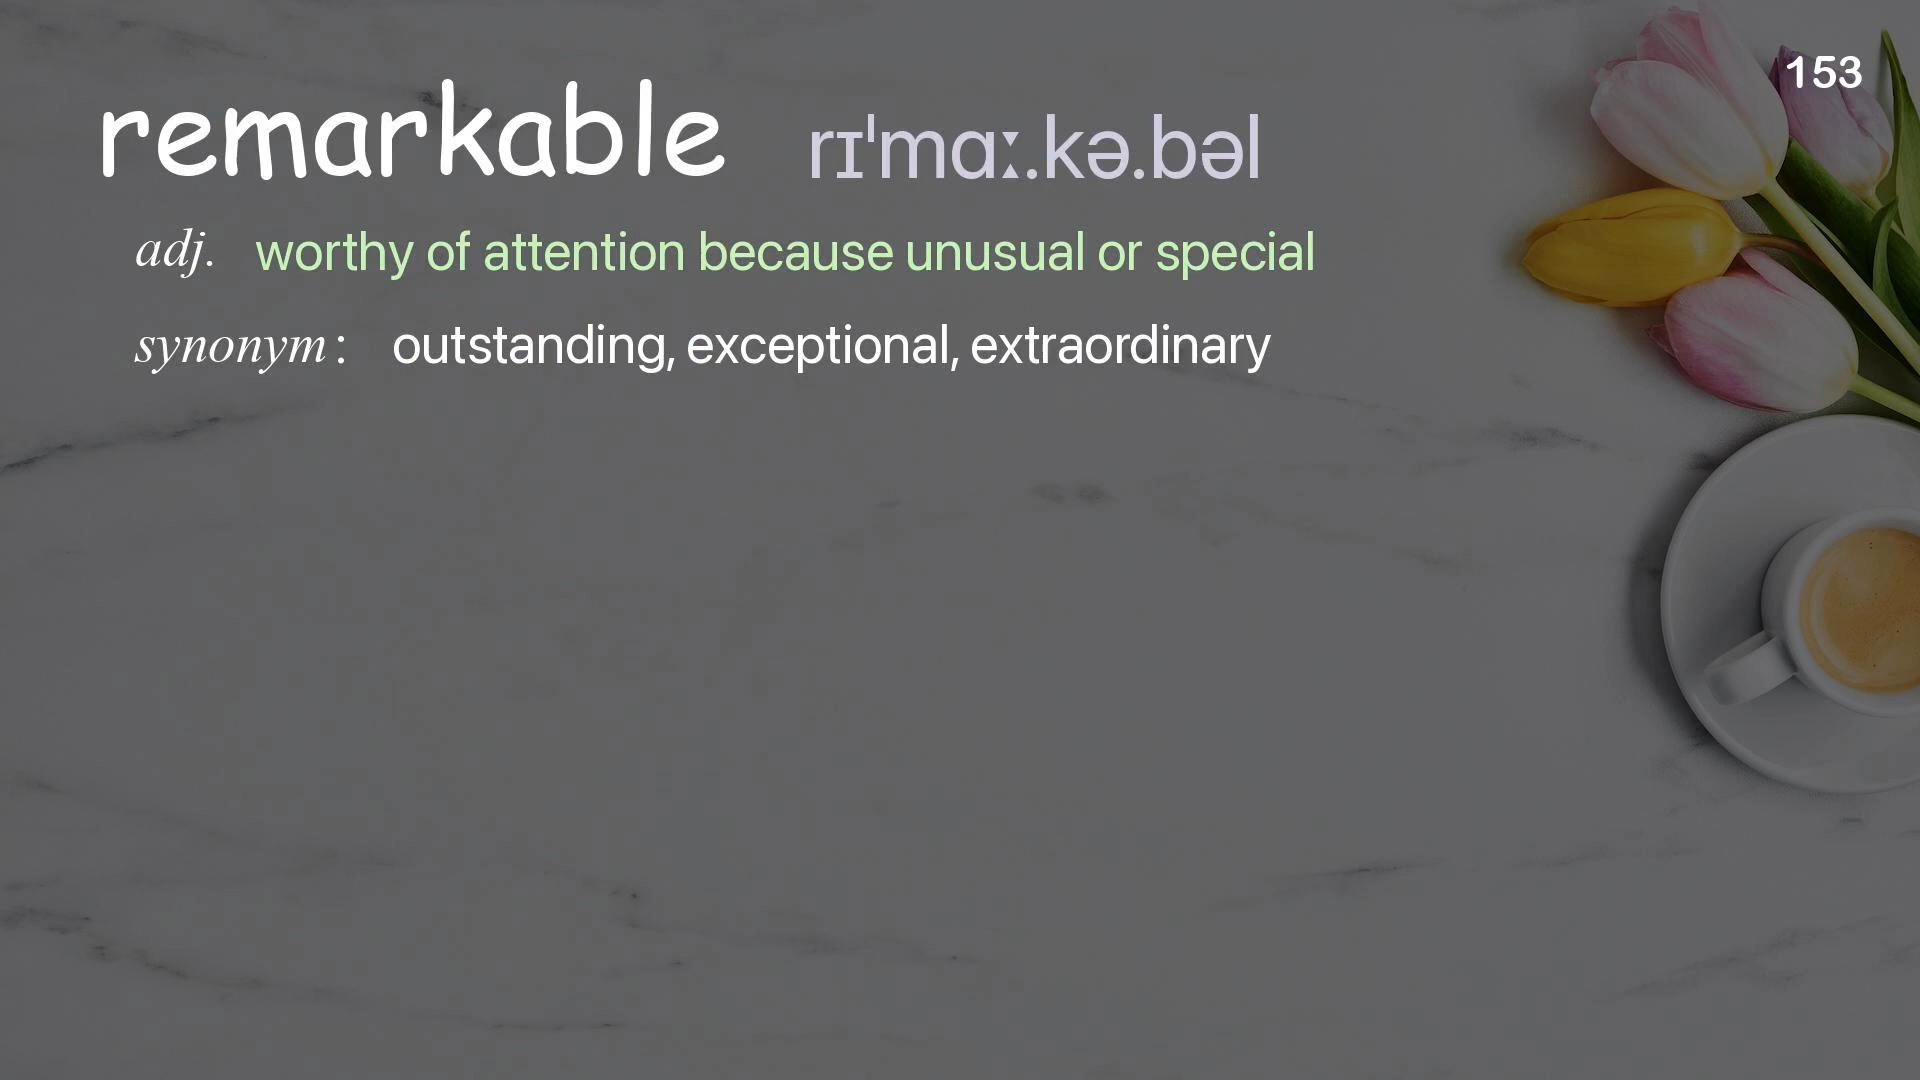 153
remarkable rɪˈmɑː.kə.bəl
adj. worthy of attention because unusual or special
synonym : outstanding, exceptional, extraordinary